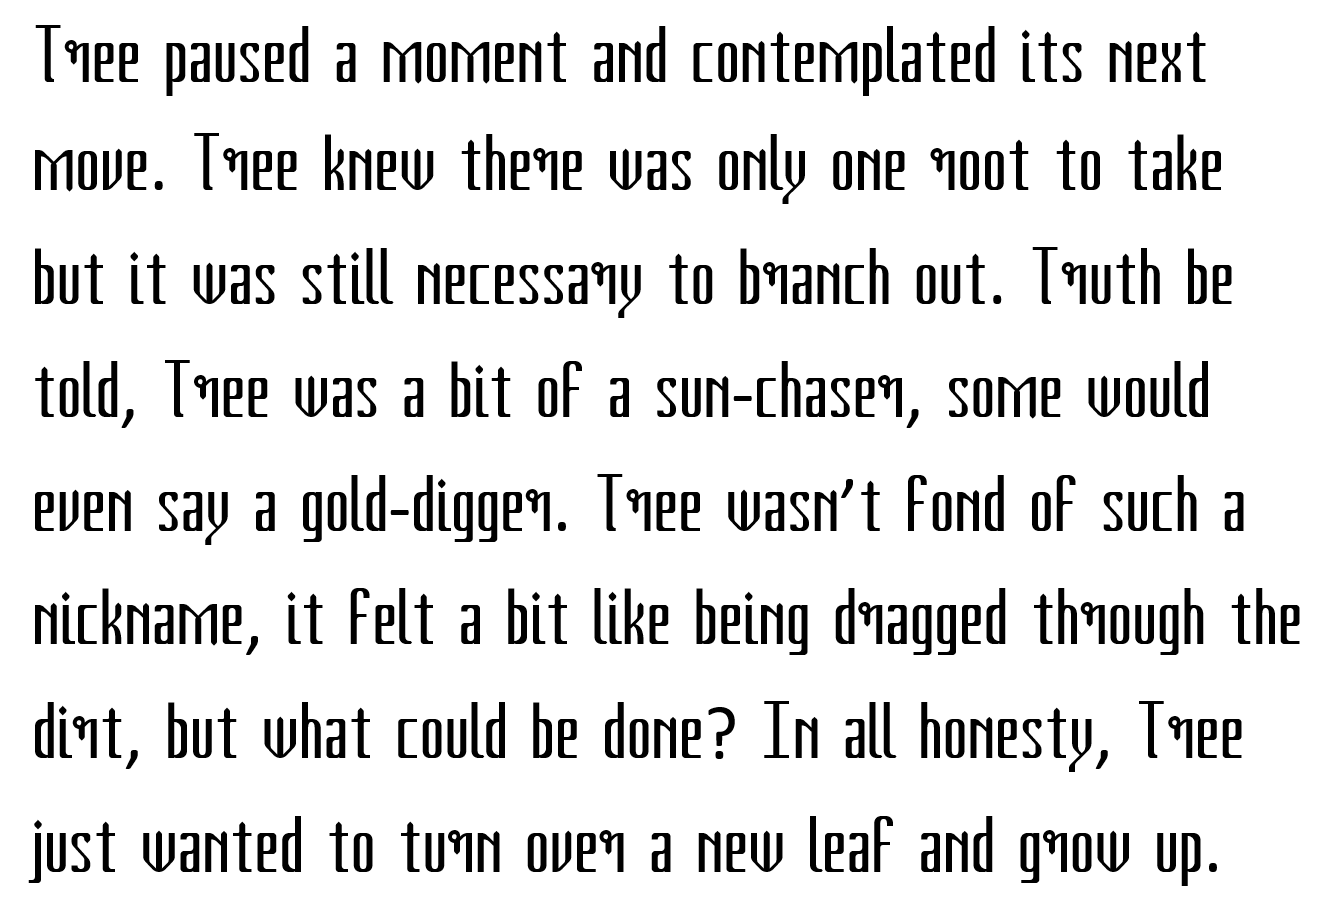 Tree paused a moment and contemplated its next
move. Tree knew there was only one root to take
but it was still necessary to branch out. Truth be
told, Tree was a bit of a sun-chaser, some would
even say a gold-digger. Tree wasn't fond of such a
nickname, it felt a bit like being dragged through the
dirt, but what could be done? In all honesty, Tree
just wanted to turn over a new leaf and grow up.